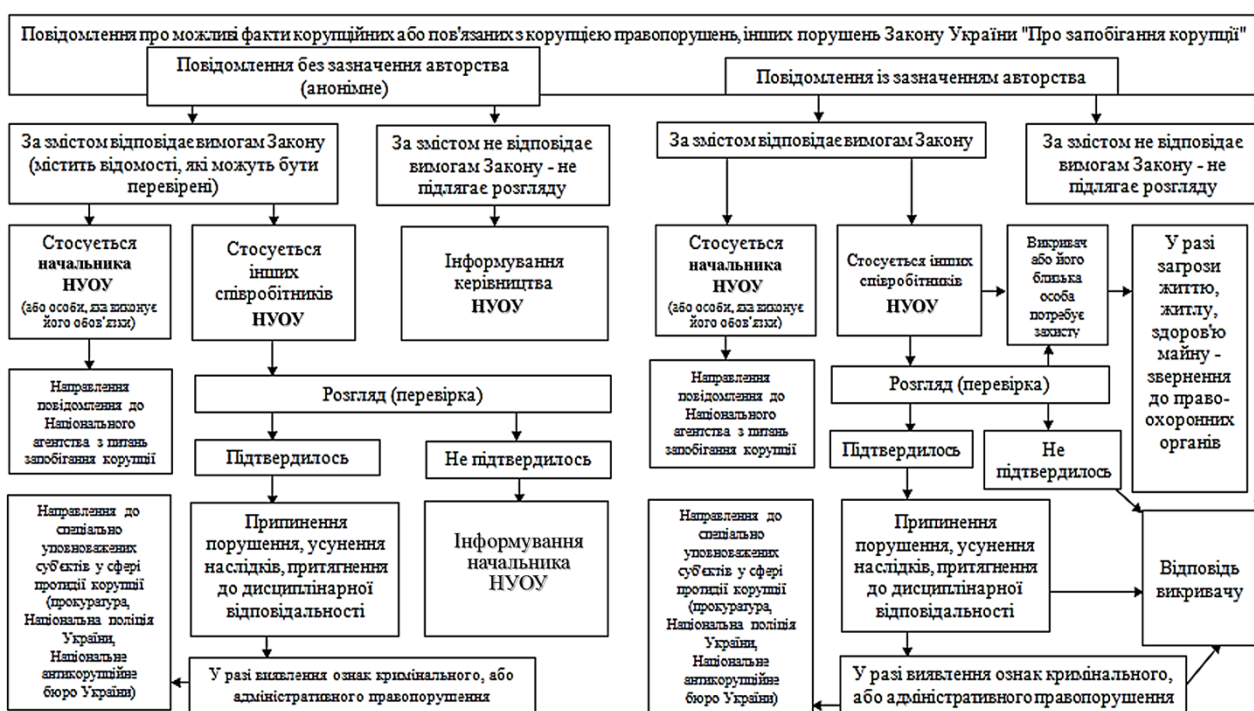 Повідомлення про можливі факти корупційних або пов'язаних з корупцією правопорушень, інших порушень Закону України "Про запобігання корупції"
Повідомлення без зазначення авторства
(анонімне)
Повідомлення із зазначенням авторства
За змістом відповідає вимогам Закону
(містить відомості, які можуть бути
перевірені)
За змістом не відповідає
вимогам Закону - не
підлягає розгляду
За змістом відповідає вимогам Закону
За змістом не відповідає
вимогам Закону - не
підлягає розгляду
Стосується
начальника
НУОУ
(або особи, яка виконує
його обов'язки)
Стосується
інших
співробітників
НУОУ
Інформування
керівництва
НУОУ
Стосується
начальника
НУОУ
(або особи, яка виконує
його обов'язки)
Стосується інших
співробітників
НУОУ
Викривач
або його
близька
особа
потребує
захисту
У разі
загрози
життю,
житлу,
здоров'ю
майну -
звернення
до право-
охоронних
органів
Направлення
повідомлення до
Національного
агентства з питань
запобігання корупції
Розгляд (перевірка)
Підтвердилось
Не підтвердилось
Направлення
повідомлення до
Національного
агентства з питань
запобігання корупції
Розгляд (перевірка)
Підтвердилось
Не
підтвердилось
Направлення до
спеціально
уповноважених
суб'єктів у сфері
протидії корупції
(прокуратура,
Національна поліція
України,
Національне
антикорупційне
бюро України)
Припинення
порушення, усунення
наслідків, притягнення
до дисциплінарної
відповідальності
Інформування
начальника
НУОУ
Направлення до
спеціально
уповноважених
суб'єктів у сфері
протидії корупції
(прокуратура,
Національна поліція
України,
Національне
антикорупційне
бюро України)
Припинення
порушення, усунення
наслідків, притягнення
до дисциплінарної
відповідальності
Відповідь
викривачу
У разі виявлення ознак кримінального, або
адміністративного правопорушення
У разі виявлення ознак кримінального,
або адміністративного правопорушення